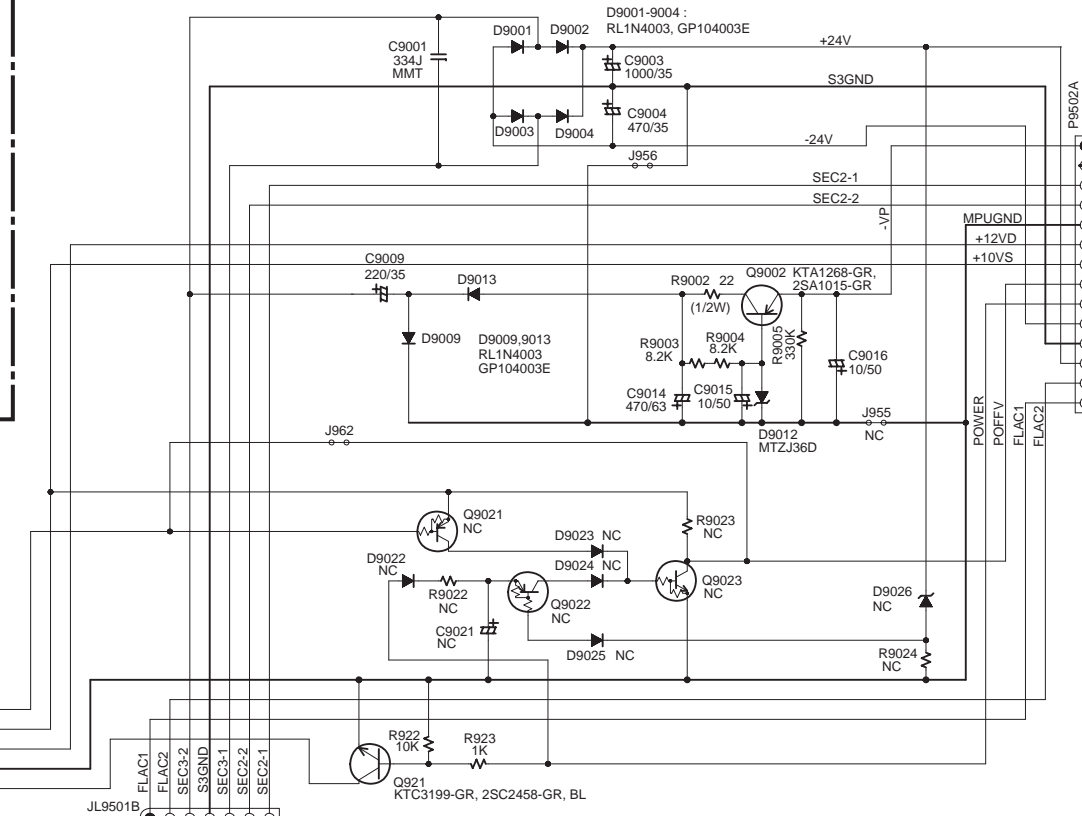 D9001-9004 :
RL1N4003, GP104003E
D9001
D9002
C9001
334J
MMT
+24V
C9003
1000/35
S3GND
C9004
470/35
D9003
D9004
-24V
J956
P9502A
SEC2-1
SEC2-2
-VP
MPUGND
+12VD
+10VS
C9009
220/35
D9013
R9002 22
(1/2W)
Q9002
KTA1268-GR,
2SA1015-GR
D9009
D9009,9013
RL1N4003
GP104003E
R9003
8.2K
R9004
8.2K
R9005
330K
C9016
10/50
C9014
470/63
C9015
10/50
D9012
MTZJ36D
J955
NC
POWER
POFFV
FLAC1
FLAC2
J962
Q9021
NC
R9023
NC
D9023 NC
D9024 NC
D9022
NC
R9022
NC
Q9022
NC
Q9023
NC
C9021
NC
D9025 NC
D9026
NC
R9024
NC
R922
10K
R923
1K
Q921
KTC3199-GR, 2SC2458-GR, BL
FLAC1
FLAC2
SEC3-2
S3GND
SEC3-1
SEC2-2
SEC2-1
JL9501B